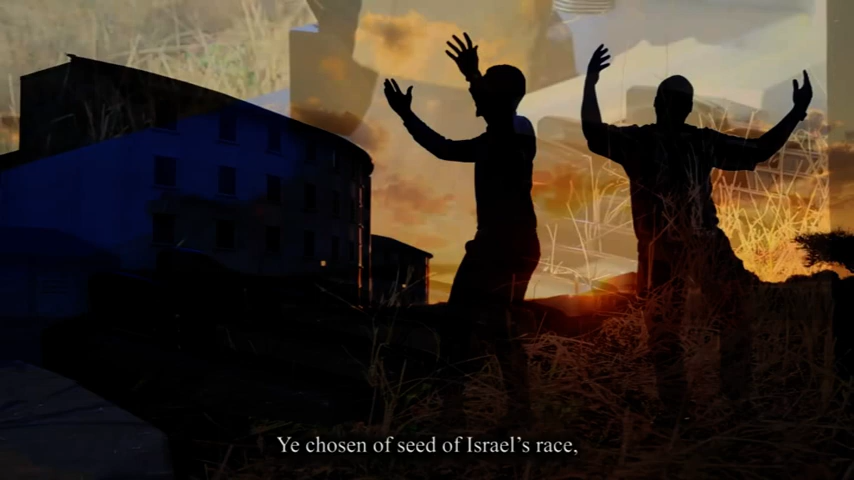 Ye chosen of seed of Israel’s race,